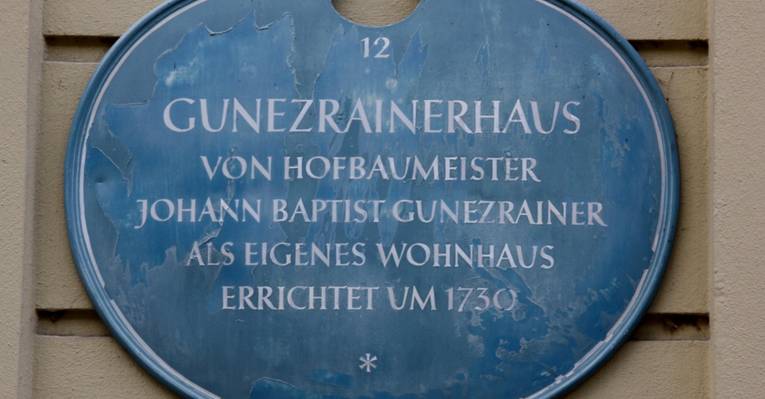 12
GUNEZRAINERHAUS
VON HOFBAUMEISTER
JOHANN BAPTIST GUNEZRAINER
ALS EIGENES WOHNHAUS
ERRICHTET UM 1730
*